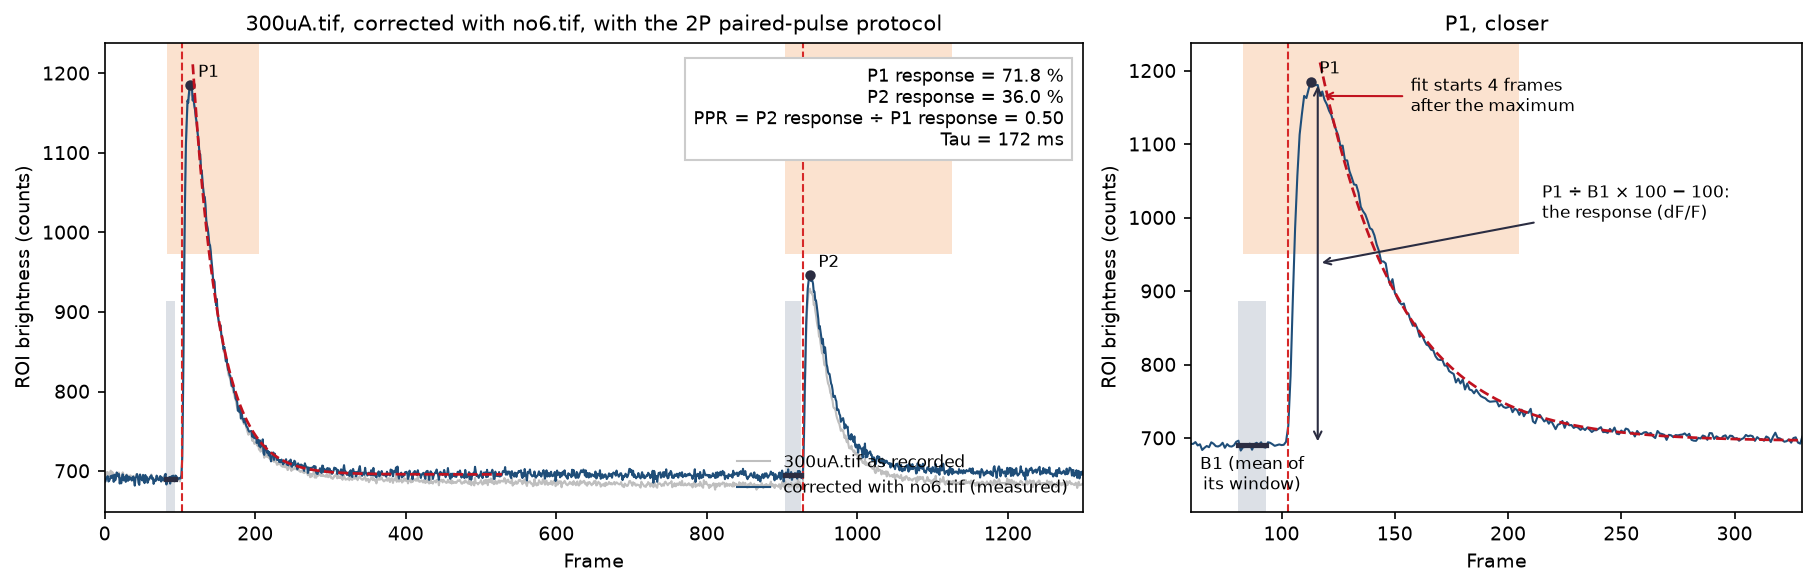 300uA.tif, corrected with no6.tif, with the 2P paired-pulse protocol
ROI brightness (counts)
1200
1100
1000
900
800
700
P1
P2
P1 response = 71.8 %
P2 response = 36.0 %
PPR = P2 response ÷ P1 response = 0.50
Tau = 172 ms
300uA.tif as recorded
corrected with no6.tif (measured)
0
200
400
600
800
1000
1200
Frame
P1, closer
ROI brightness (counts)
1200
1100
1000
900
800
700
P1
fit starts 4 frames
after the maximum
P1 ÷ B1 × 100 − 100:
the response (dF/F)
B1 (mean of
its window)
100
150
200
250
300
Frame